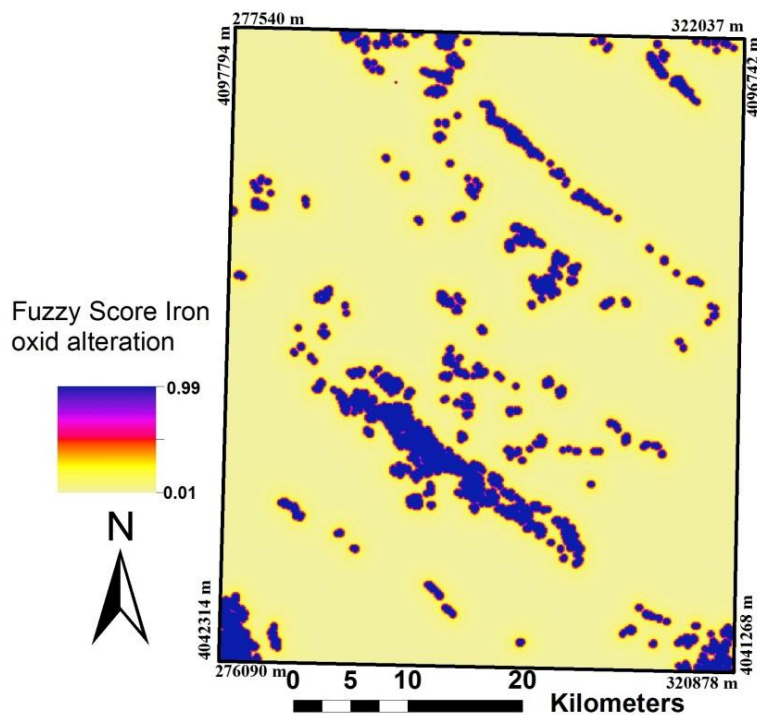 277540 m
322037 m
4097794 m
4096742 m
Fuzzy Score Iron
oxid alteration
0.99
0.01
N
4042314 m
4041268 m
276090 m
320878 m
0 5 10 20
Kilometers